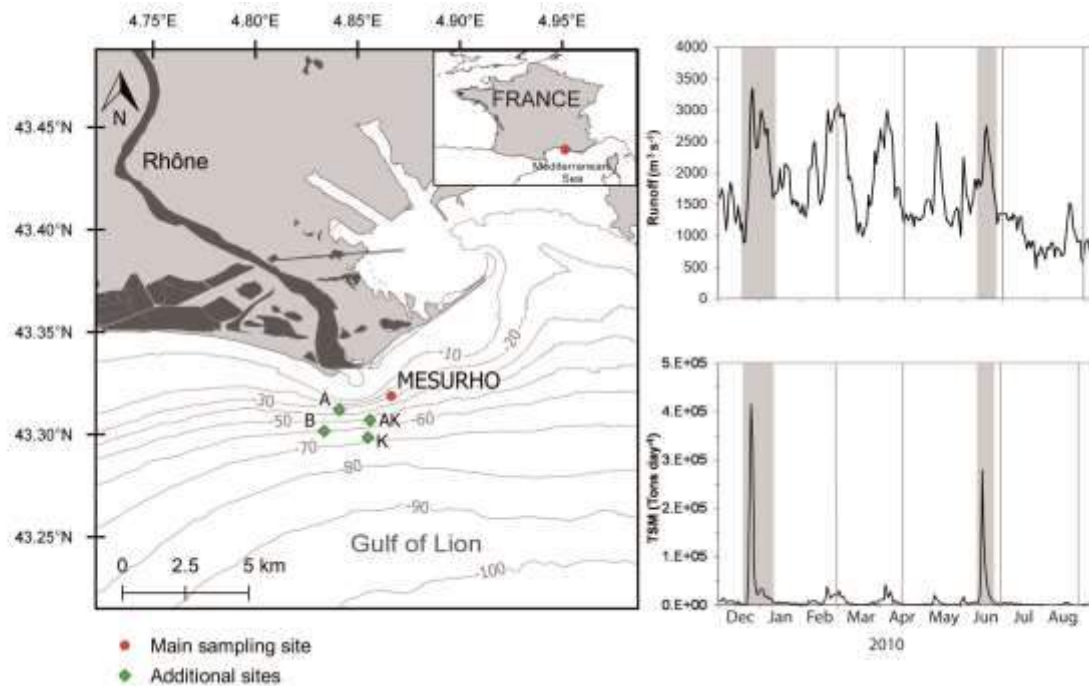 4.75°E 4.80°E 4.85°E 4.90°E 4.95°E
43.45°N
43.40°N
43.35°N
43.30°N
43.25°N
N
Rhône
FRANCE
Mediterranean
Sea
-10
-20
MESURHO
A
-30
-60
B
AK
-50
K
-70
-80
-90
Gulf of Lion
-100
0 2.5 5 km
Main sampling site
Additional sites
4000
3500
3000
2500
2000
1500
1000
500
0
Runoff (m³ s⁻¹)
5.E+05
4.E+05
3.E+05
2.E+05
1.E+05
0.E+00
TSM (Tons day⁻¹)
Dec Jan Feb Mar Apr May Jun Jul Aug
2010